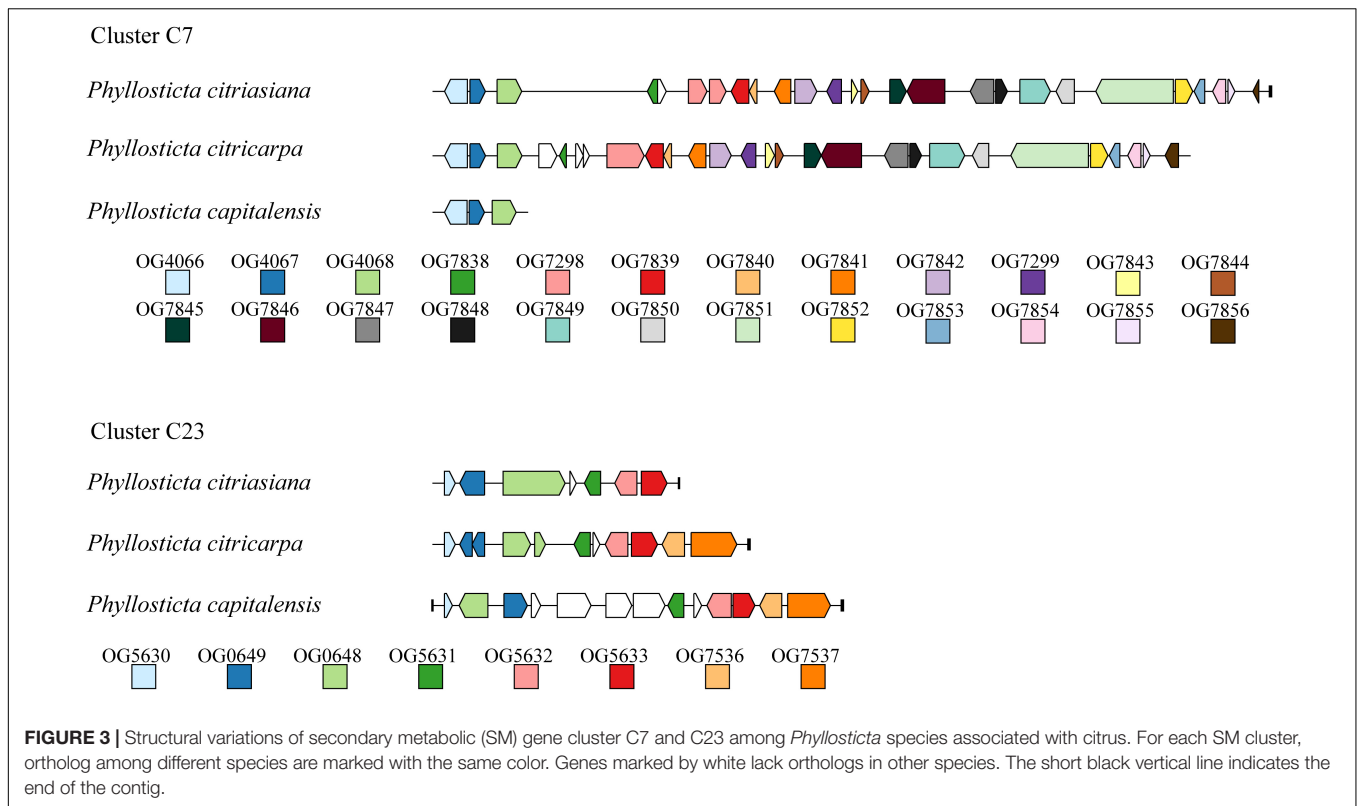 Cluster C7
Phyllosticta citriasiana
Phyllosticta citricarpa
Phyllosticta capitalensis
OG4066 OG4067 OG4068 OG7838 OG7298 OG7839 OG7840 OG7841 OG7842 OG7299 OG7843 OG7844
OG7845 OG7846 OG7847 OG7848 OG7849 OG7850 OG7851 OG7852 OG7853 OG7854 OG7855 OG7856
Cluster C23
Phyllosticta citriasiana
Phyllosticta citricarpa
Phyllosticta capitalensis
OG5630 OG0649 OG0648 OG5631 OG5632 OG5633 OG7536 OG7537
FIGURE 3 | Structural variations of secondary metabolic (SM) gene cluster C7 and C23 among Phyllosticta species associated with citrus. For each SM cluster,
ortholog among different species are marked with the same color. Genes marked by white lack orthologs in other species. The short black vertical line indicates the
end of the contig.